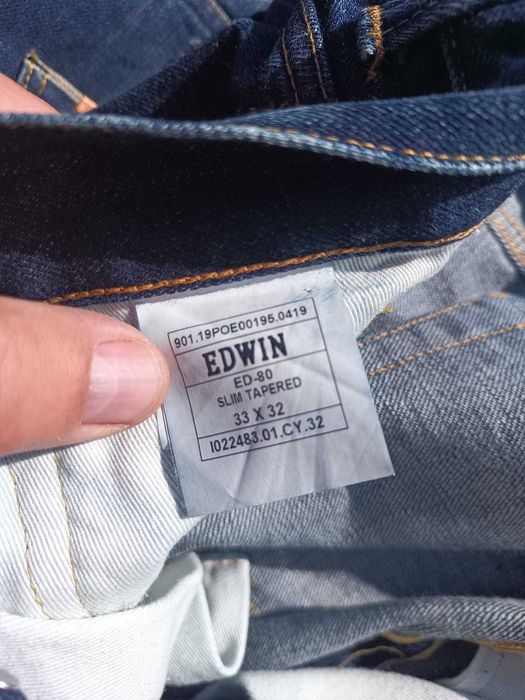 901.19POE00195.0419
EDWIN
ED-80
SLIM TAPERED
33 X 32
I022483.01.CY.32